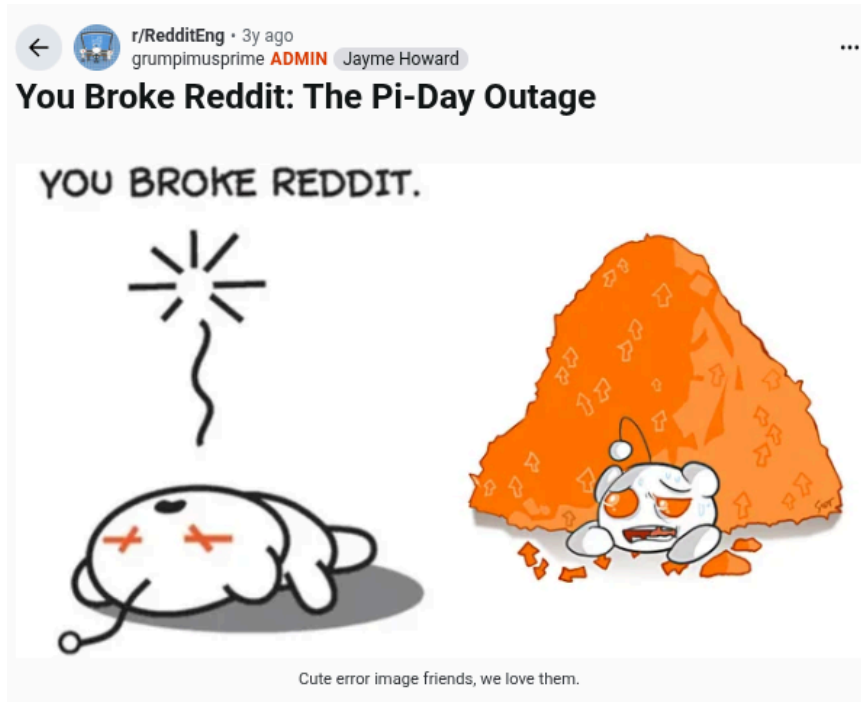 r/RedditEng • 3y ago
grumpimusprime ADMIN Jayme Howard
You Broke Reddit: The Pi-Day Outage
YOU BROKE REDDIT.
Cute error image friends, we love them.